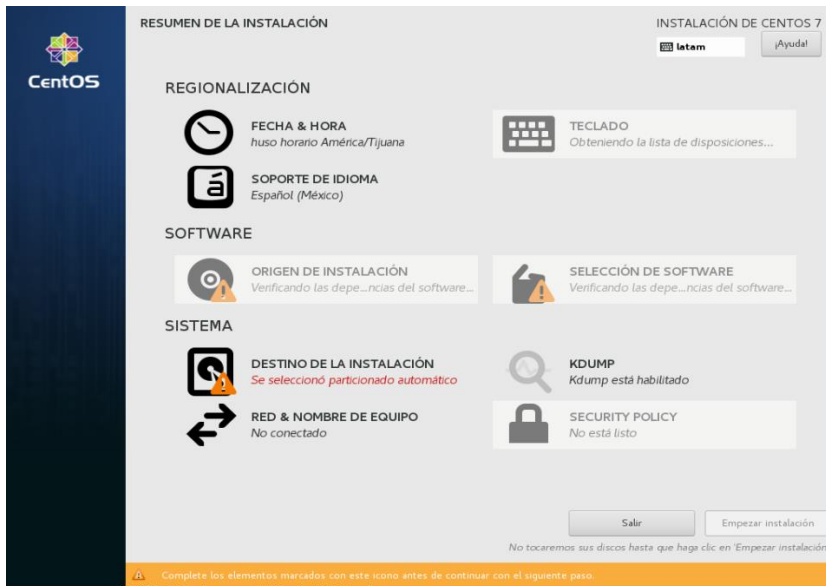 RESUMEN DE LA INSTALACIÓN
INSTALACIÓN DE CENTOS 7
latam
¡Ayuda!
CentOS
REGIONALIZACIÓN
FECHA & HORA
huso horario América/Tijuana
TECLADO
Obteniendo la lista de disposiciones...
á
SOPORTE DE IDIOMA
Español (México)
SOFTWARE
ORIGEN DE INSTALACIÓN
Verificando las depe...ncias del software...
SELECCIÓN DE SOFTWARE
Verificando las depe...ncias del software...
SISTEMA
DESTINO DE LA INSTALACIÓN
Se seleccionó particionado automático
KDUMP
Kdump está habilitado
RED & NOMBRE DE EQUIPO
No conectado
SECURITY POLICY
No está listo
Salir
Empezar instalación
No tocaremos sus discos hasta que haga clic en 'Empezar instalación
Complete los elementos marcados con este icono antes de continuar con el siguiente paso.